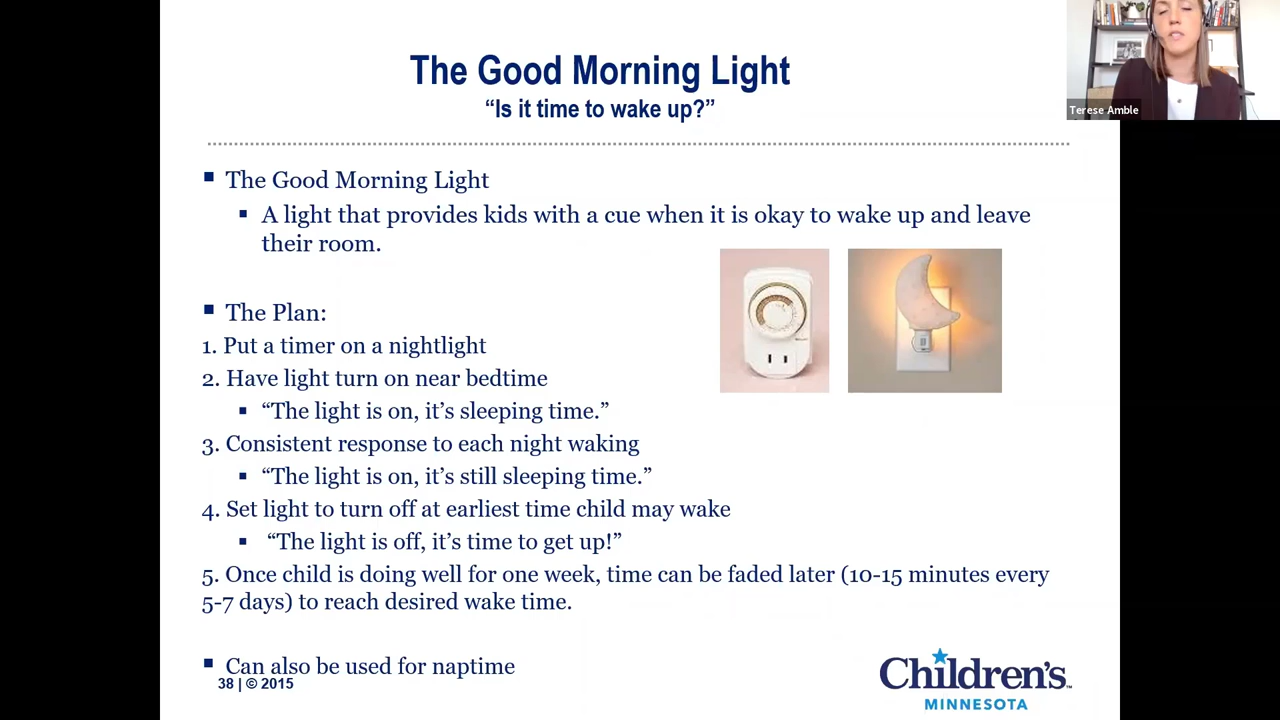 The Good Morning Light
“Is it time to wake up?”
Terese Amble
▪ The Good Morning Light
▪ A light that provides kids with a cue when it is okay to wake up and leave
their room.
▪ The Plan:
1. Put a timer on a nightlight
2. Have light turn on near bedtime
▪ “The light is on, it’s sleeping time.”
3. Consistent response to each night waking
▪ “The light is on, it’s still sleeping time.”
4. Set light to turn off at earliest time child may wake
▪ “The light is off, it’s time to get up!”
5. Once child is doing well for one week, time can be faded later (10-15 minutes every
5-7 days) to reach desired wake time.
▪ Can also be used for naptime
38 | © 2015
Children’s™
MINNESOTA